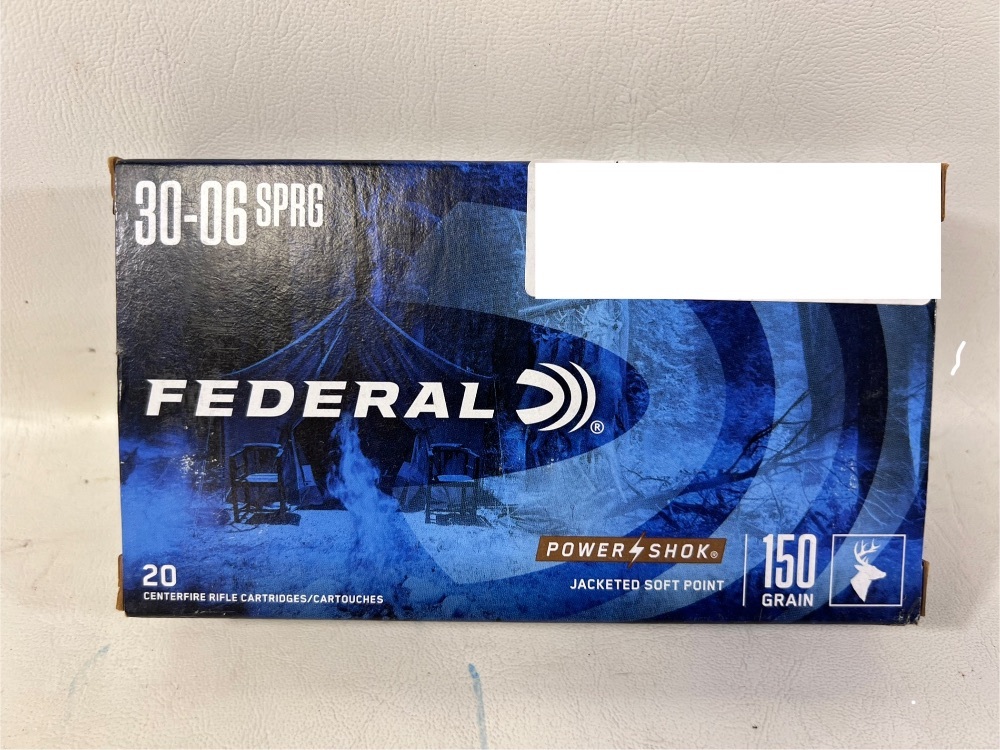 30-06 SPRG
FEDERAL ®
POWER SHOK®
JACKETED SOFT POINT
150
GRAIN
20
CENTERFIRE RIFLE CARTRIDGES/CARTOUCHES